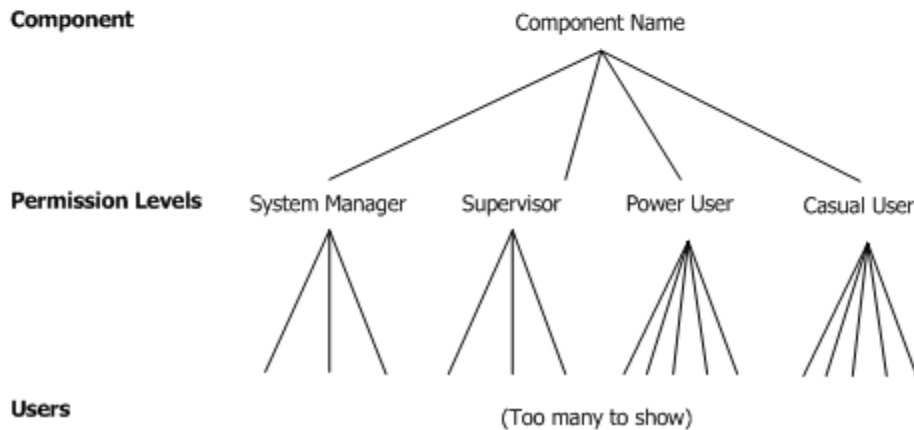 Component
Component Name
Permission Levels
System Manager
Supervisor
Power User
Casual User
Users
(Too many to show)